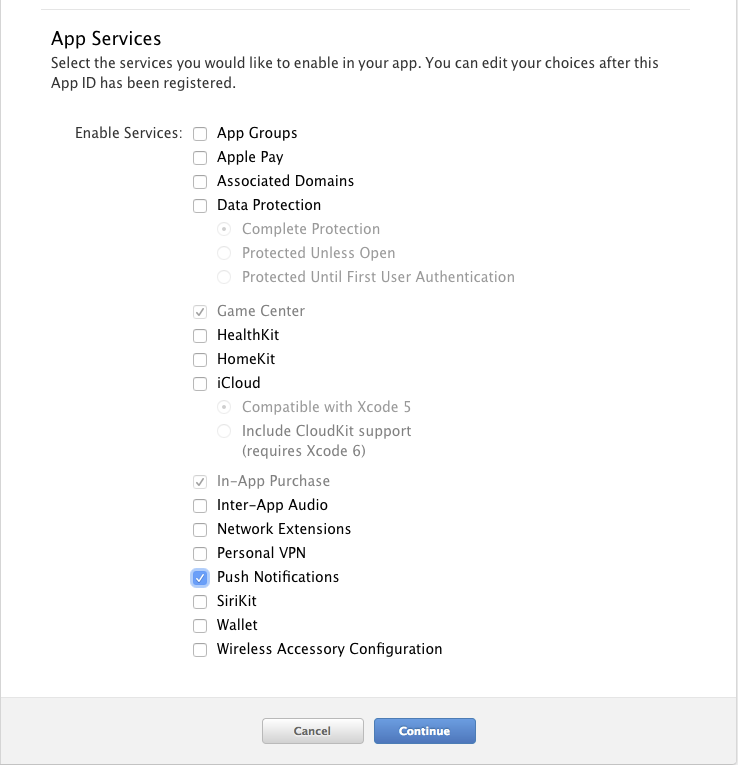 App Services
Select the services you would like to enable in your app. You can edit your choices after this
App ID has been registered.
Enable Services:
App Groups
Apple Pay
Associated Domains
Data Protection
Complete Protection
Protected Unless Open
Protected Until First User Authentication
Game Center
HealthKit
HomeKit
iCloud
Compatible with Xcode 5
Include CloudKit support
(requires Xcode 6)
In-App Purchase
Inter-App Audio
Network Extensions
Personal VPN
Push Notifications
SiriKit
Wallet
Wireless Accessory Configuration
Cancel
Continue